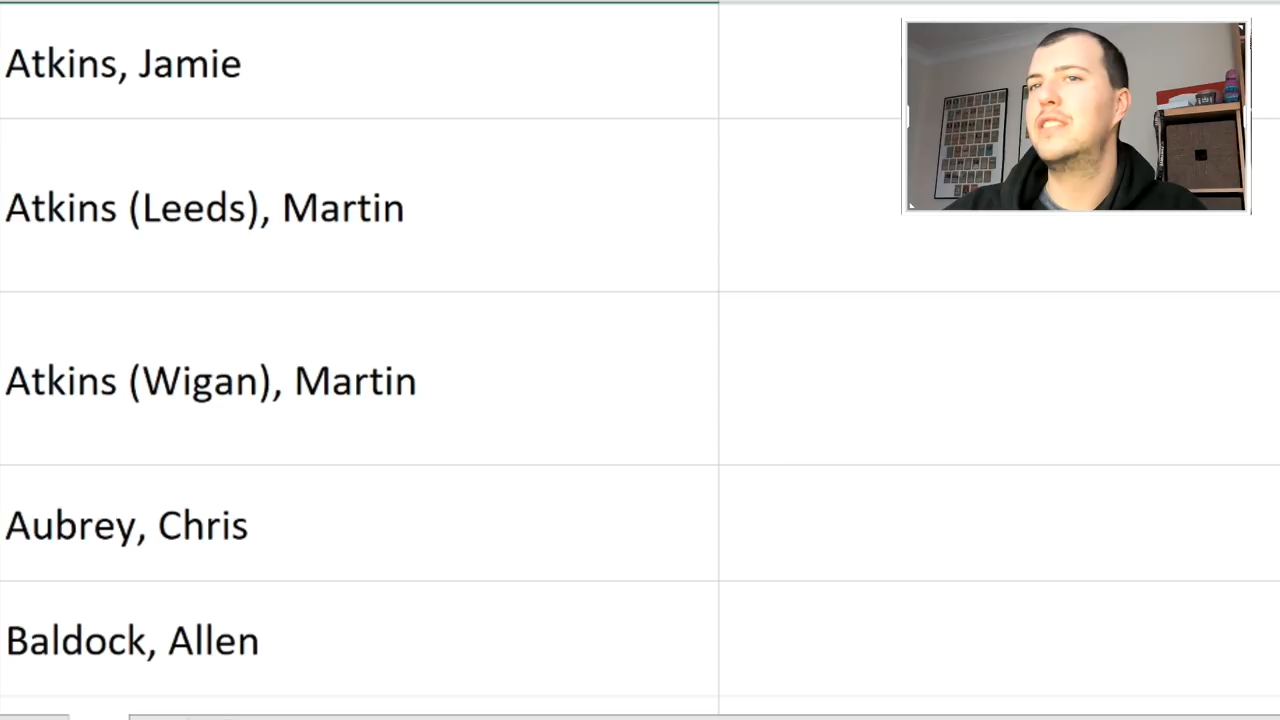 Atkins, Jamie
Atkins (Leeds), Martin
Atkins (Wigan), Martin
Aubrey, Chris
Baldock, Allen